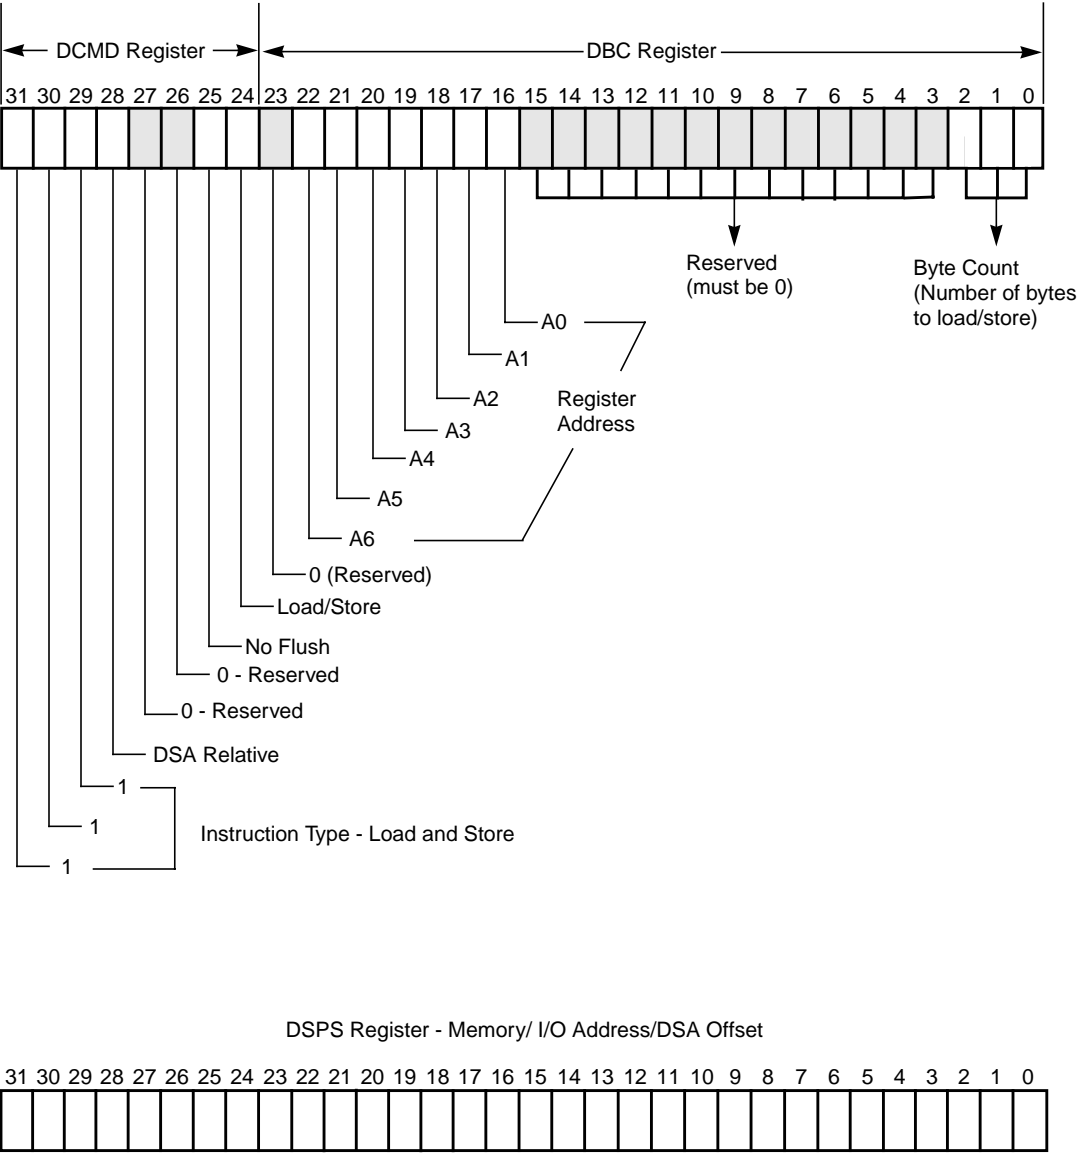 DCMD Register
DBC Register
31 30 29 28 27 26 25 24 23 22 21 20 19 18 17 16 15 14 13 12 11 10 9 8 7 6 5 4 3 2 1 0
Reserved
(must be 0)
Byte Count
(Number of bytes
to load/store)
A0
A1
A2
Register
Address
A3
A4
A5
A6
0 (Reserved)
Load/Store
No Flush
0 - Reserved
0 - Reserved
DSA Relative
1
1
Instruction Type - Load and Store
1
DSPS Register - Memory/ I/O Address/DSA Offset
31 30 29 28 27 26 25 24 23 22 21 20 19 18 17 16 15 14 13 12 11 10 9 8 7 6 5 4 3 2 1 0